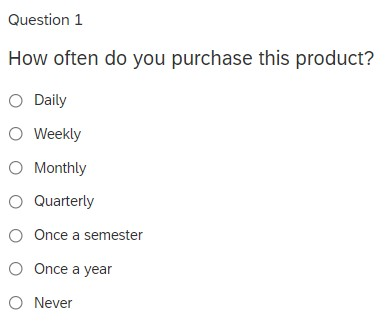 Question 1
How often do you purchase this product?
Daily
Weekly
Monthly
Quarterly
Once a semester
Once a year
Never